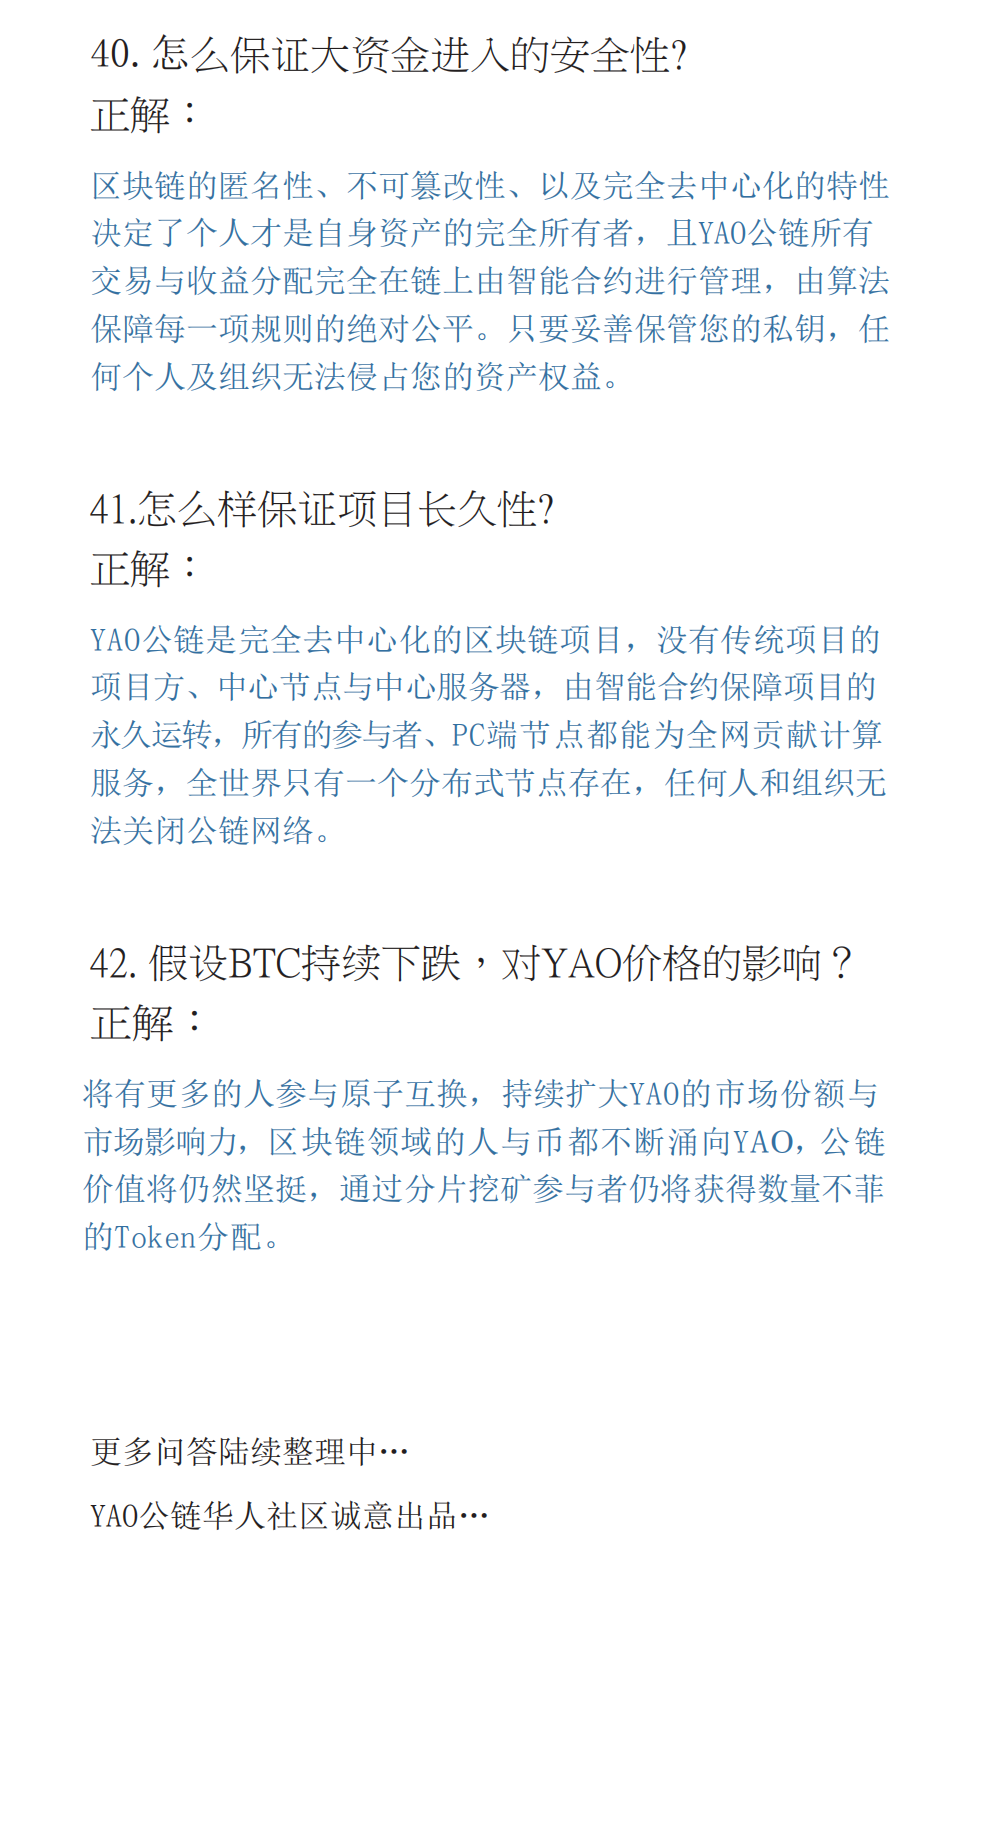 40. 怎么保证大资金进入的安全性?
正解：
区块链的匿名性、不可篡改性、以及完全去中心化的特性
决定了个人才是自身资产的完全所有者，且YAO公链所有
交易与收益分配完全在链上由智能合约进行管理，由算法
保障每一项规则的绝对公平。只要妥善保管您的私钥，任
何个人及组织无法侵占您的资产权益。
41.怎么样保证项目长久性?
正解：
YAO公链是完全去中心化的区块链项目，没有传统项目的
项目方、中心节点与中心服务器，由智能合约保障项目的
永久运转，所有的参与者、PC端节点都能为全网贡献计算
服务，全世界只有一个分布式节点存在，任何人和组织无
法关闭公链网络。
42. 假设BTC持续下跌，对YAO价格的影响？
正解：
将有更多的人参与原子互换，持续扩大YAO的市场份额与
市场影响力，区块链领域的人与币都不断涌向YAO，公链
价值将仍然坚挺，通过分片挖矿参与者仍将获得数量不菲
的Token分配。
更多问答陆续整理中…
YAO公链华人社区诚意出品…